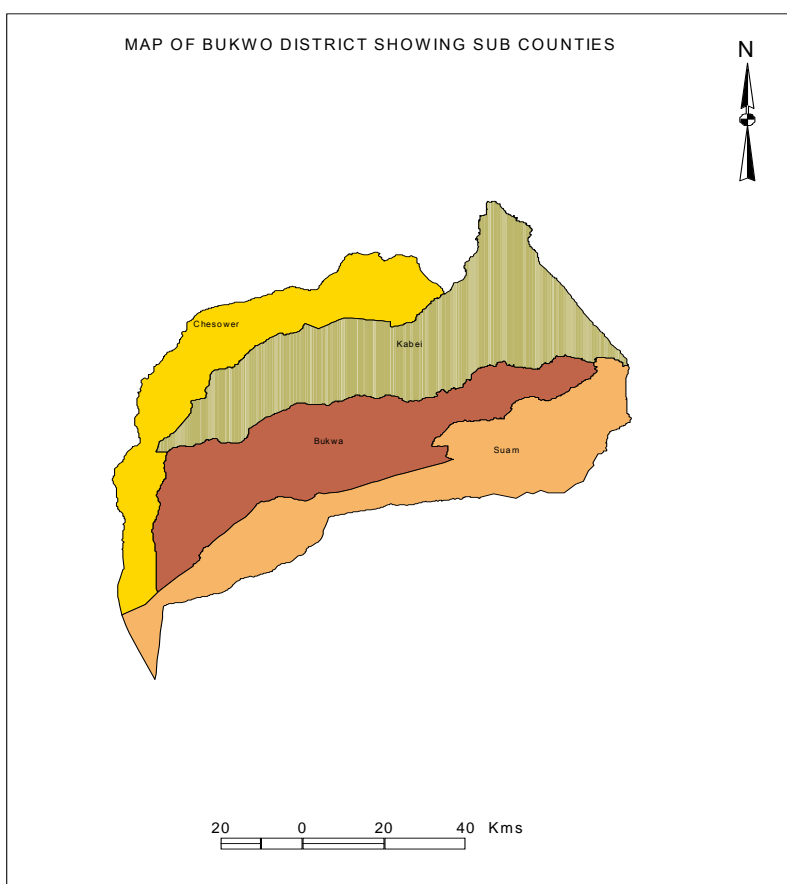 MAP OF BUKWO DISTRICT SHOWING SUB COUNTIES
N
Chesower
Kabei
Bukwa
Suam
20 0 20 40 Kms